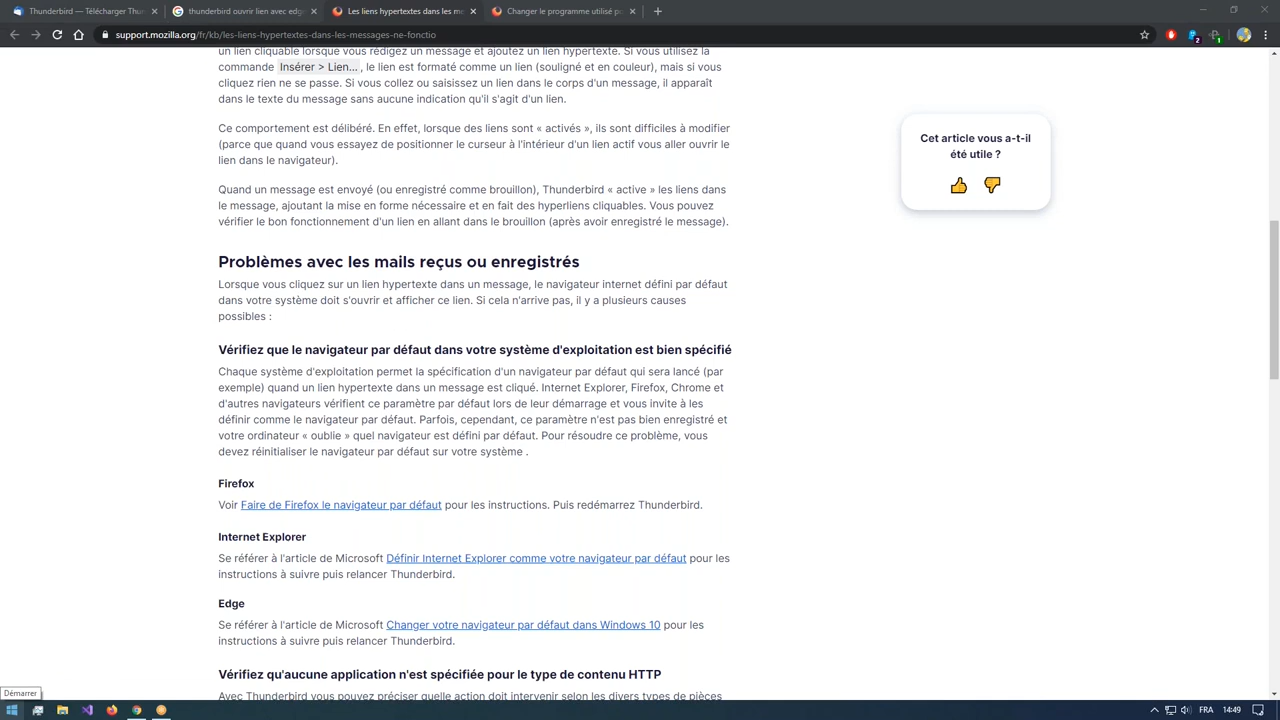 Thunderbird — Télécharger Thun
thunderbird ouvrir lien avec edge
Les liens hypertextes dans les me
Changer le programme utilisé po
support.mozilla.org/fr/kb/les-liens-hypertextes-dans-les-messages-ne-fonctio
un lien cliquable lorsque vous rédigez un message et ajoutez un lien hypertexte. Si vous utilisez la
commande Insérer > Lien... , le lien est formaté comme un lien (souligné et en couleur), mais si vous
cliquez rien ne se passe. Si vous collez ou saisissez un lien dans le corps d'un message, il apparaît
dans le texte du message sans aucune indication qu'il s'agit d'un lien.
Ce comportement est délibéré. En effet, lorsque des liens sont « activés », ils sont difficiles à modifier
(parce que quand vous essayez de positionner le curseur à l'intérieur d'un lien actif vous aller ouvrir le
lien dans le navigateur).
Quand un message est envoyé (ou enregistré comme brouillon), Thunderbird « active » les liens dans
le message, ajoutant la mise en forme nécessaire et en fait des hyperliens cliquables. Vous pouvez
vérifier le bon fonctionnement d'un lien en allant dans le brouillon (après avoir enregistré le message).
Cet article vous a-t-il
été utile ?
Problèmes avec les mails reçus ou enregistrés
Lorsque vous cliquez sur un lien hypertexte dans un message, le navigateur internet défini par défaut
dans votre système doit s'ouvrir et afficher ce lien. Si cela n'arrive pas, il y a plusieurs causes
possibles :
Vérifiez que le navigateur par défaut dans votre système d'exploitation est bien spécifié
Chaque système d'exploitation permet la spécification d'un navigateur par défaut qui sera lancé (par
exemple) quand un lien hypertexte dans un message est cliqué. Internet Explorer, Firefox, Chrome et
d'autres navigateurs vérifient ce paramètre par défaut lors de leur démarrage et vous invite à les
définir comme le navigateur par défaut. Parfois, cependant, ce paramètre n'est pas bien enregistré et
votre ordinateur « oublie » quel navigateur est défini par défaut. Pour résoudre ce problème, vous
devez réinitialiser le navigateur par défaut sur votre système .
Firefox
Voir Faire de Firefox le navigateur par défaut pour les instructions. Puis redémarrez Thunderbird.
Internet Explorer
Se référer à l'article de Microsoft Définir Internet Explorer comme votre navigateur par défaut pour les
instructions à suivre puis relancer Thunderbird.
Edge
Se référer à l'article de Microsoft Changer votre navigateur par défaut dans Windows 10 pour les
instructions à suivre puis relancer Thunderbird.
Vérifiez qu'aucune application n'est spécifiée pour le type de contenu HTTP
Avec Thunderbird vous pouvez préciser quelle action doit intervenir selon les divers types de pièces
Démarrer
FRA
14:49